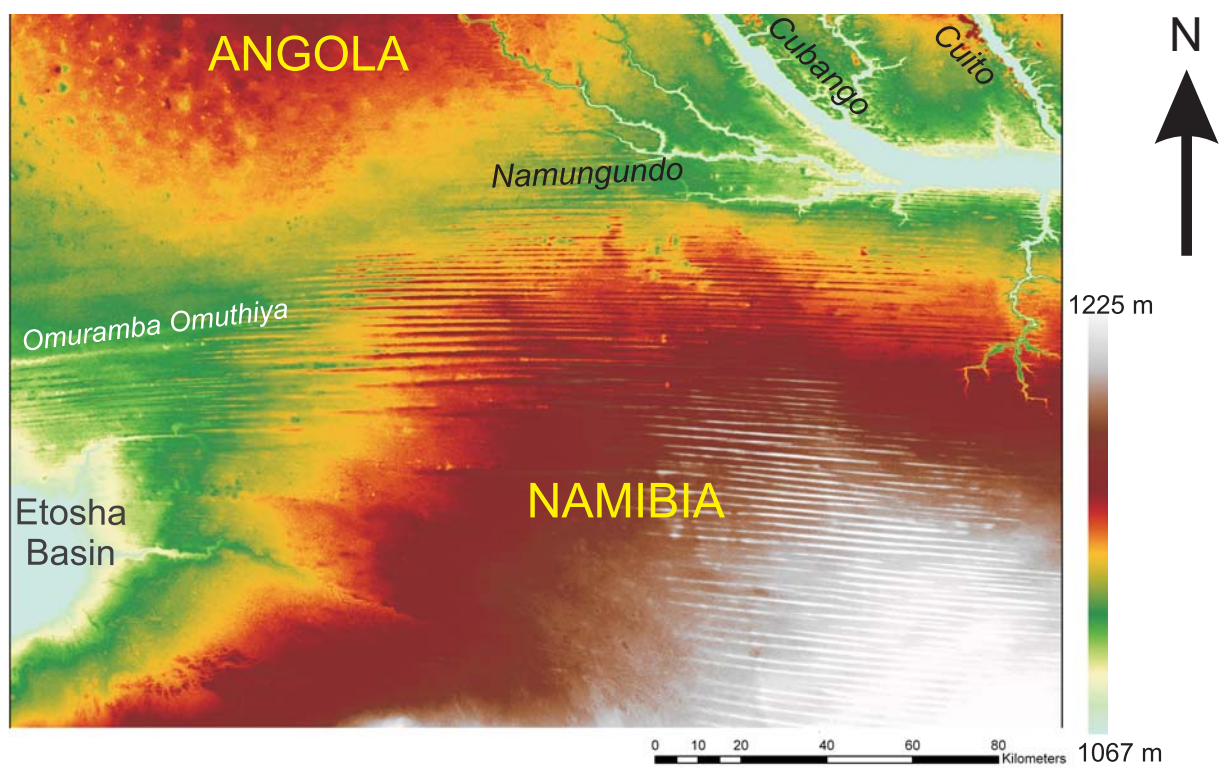 ANGOLA
Cubango
Cuito
N
Namungundo
Omuramba Omuthiya
1225 m
NAMIBIA
Etosha
Basin
0 10 20 40 60 80
Kilometers
1067 m